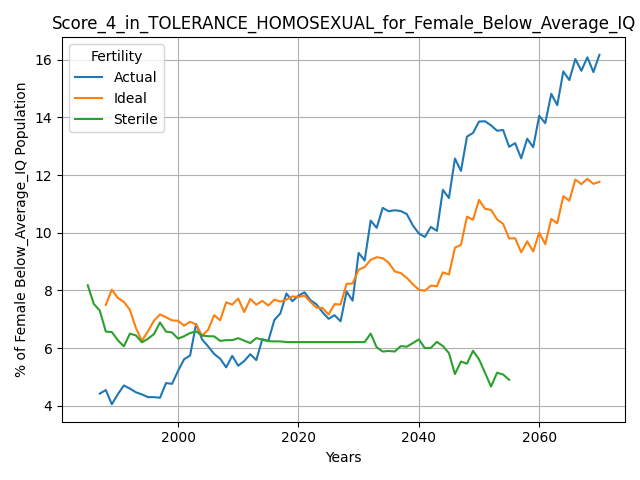 Score_4_in_TOLERANCE_HOMOSEXUAL_for_Female_Below_Average_IQ
Fertility
Actual
Ideal
Sterile
% of Female Below_Average_IQ Population
16
14
12
10
8
6
4
2000
2020
2040
2060
Years